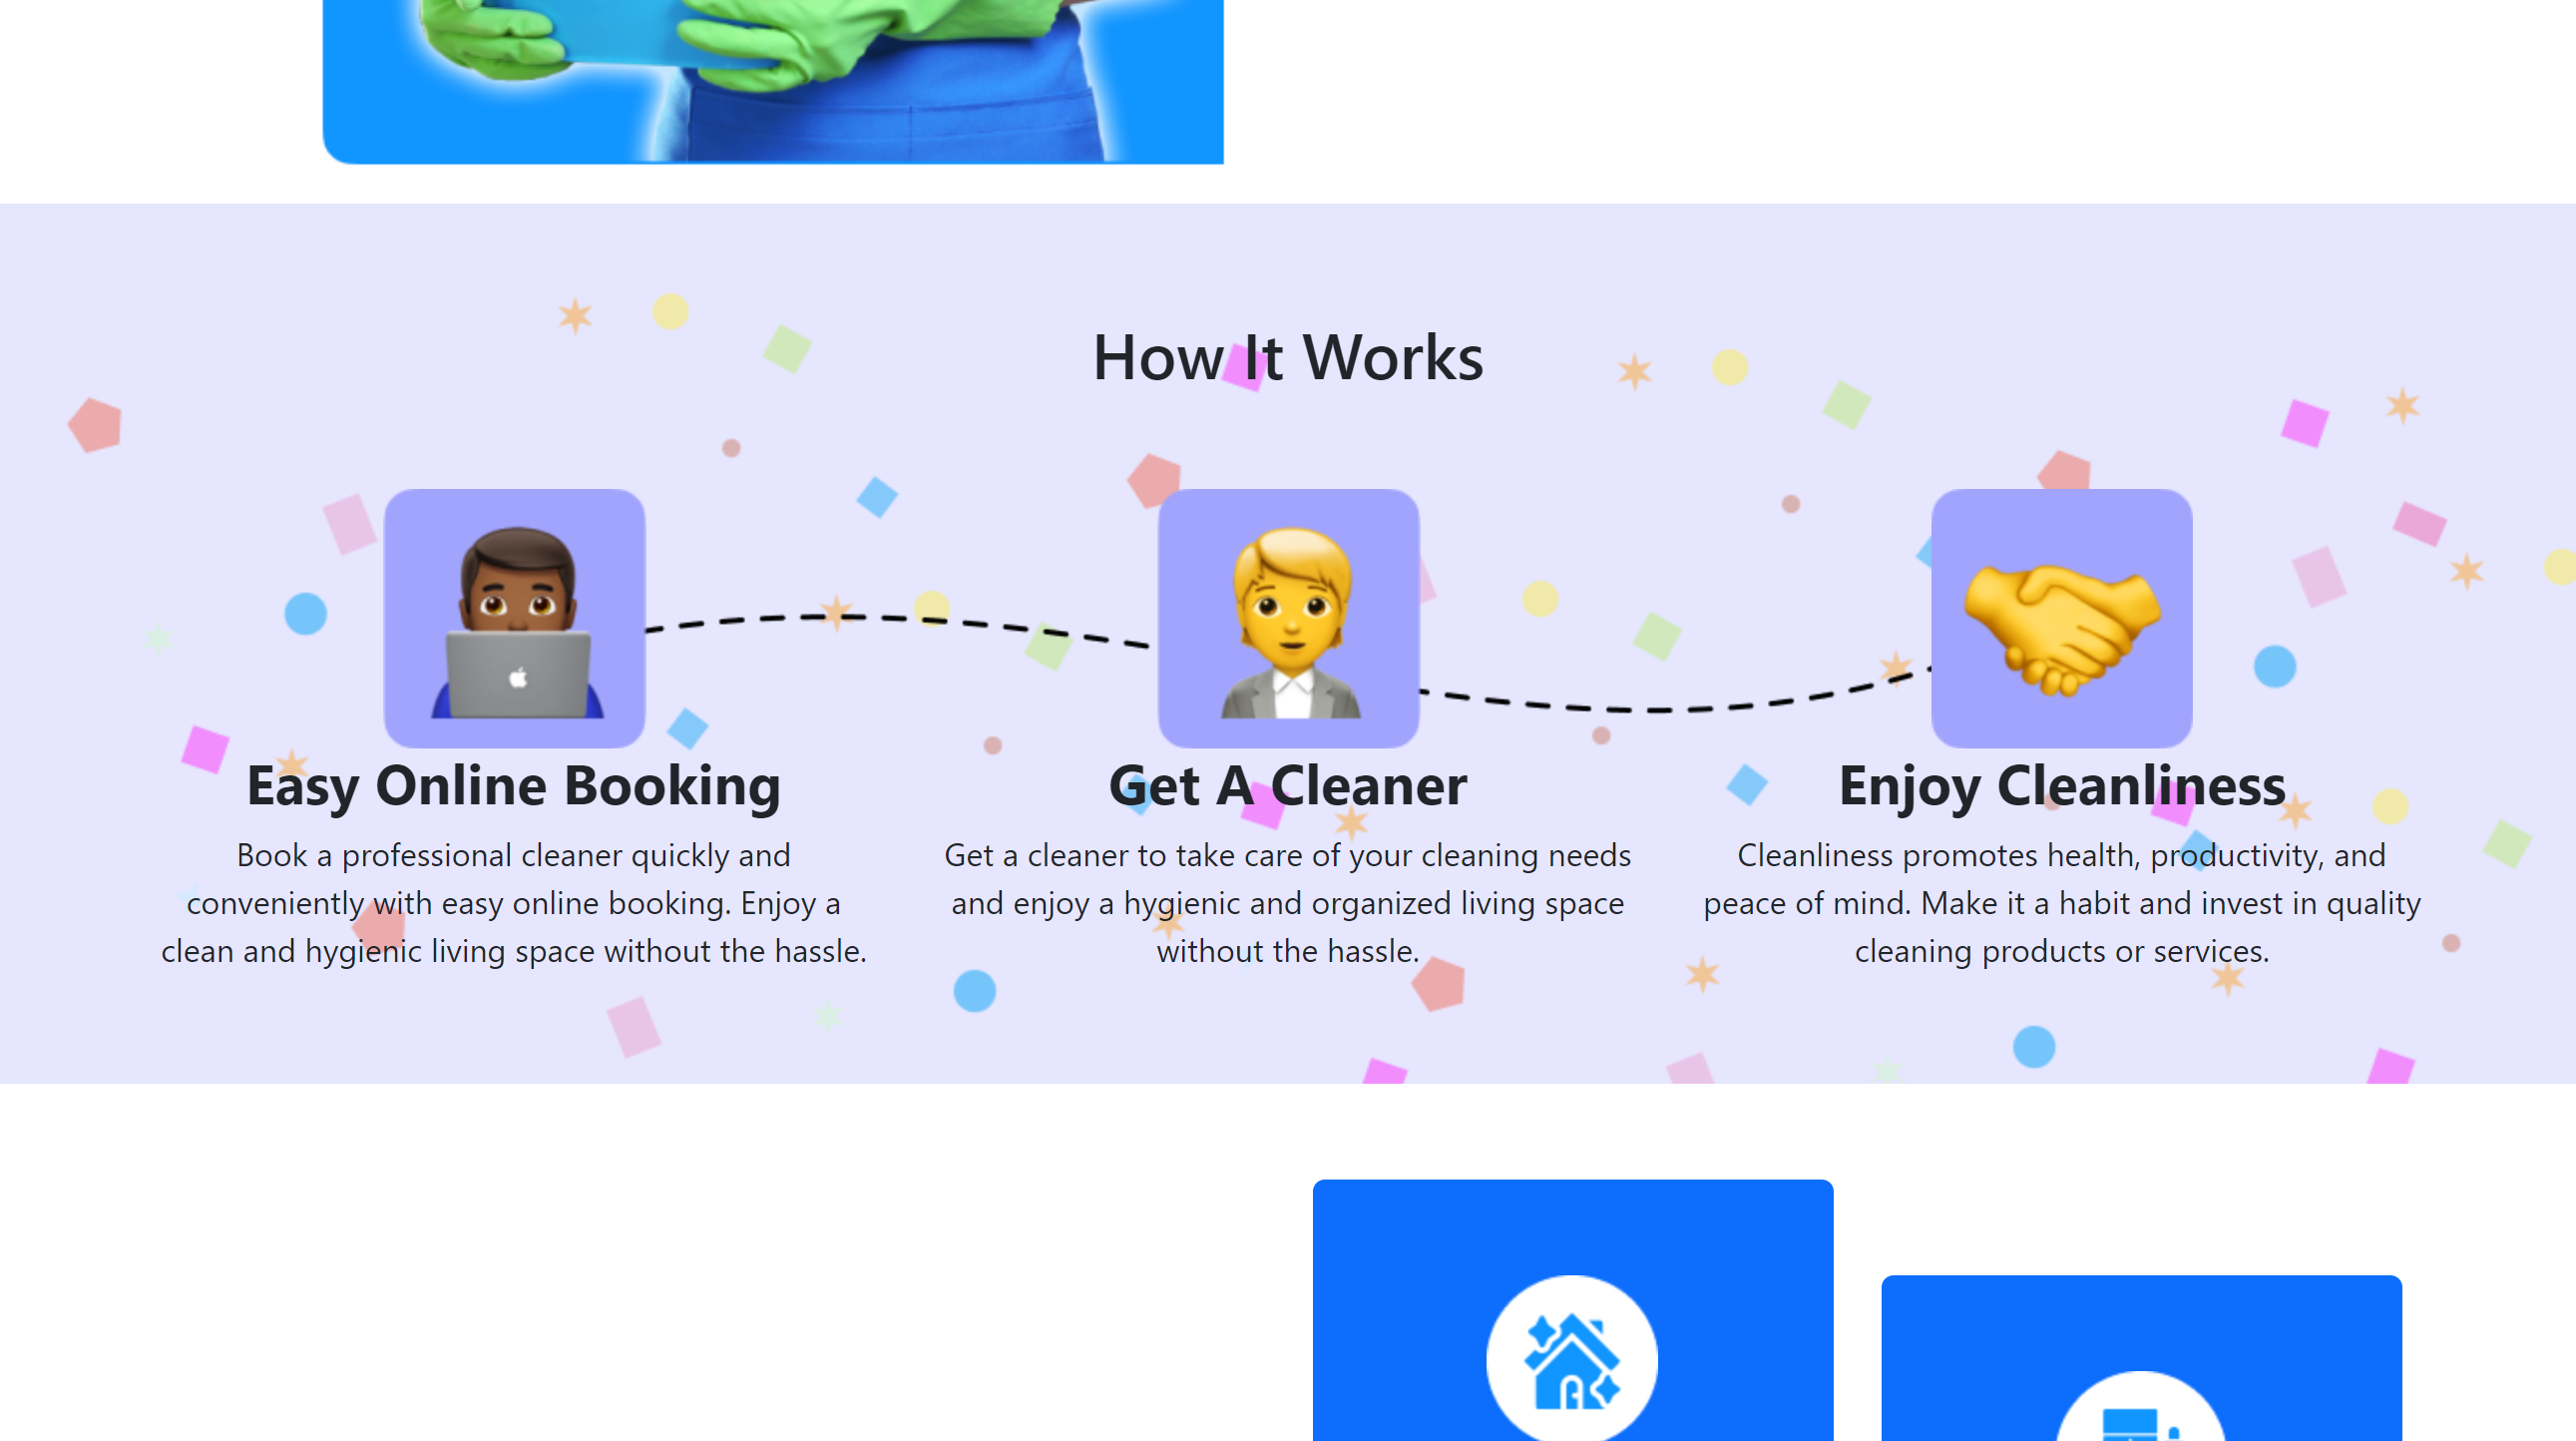 How It Works
Easy Online Booking
Book a professional cleaner quickly and
conveniently with easy online booking. Enjoy a
clean and hygienic living space without the hassle.
Get A Cleaner
Get a cleaner to take care of your cleaning needs
and enjoy a hygienic and organized living space
without the hassle.
Enjoy Cleanliness
Cleanliness promotes health, productivity, and
peace of mind. Make it a habit and invest in quality
cleaning products or services.